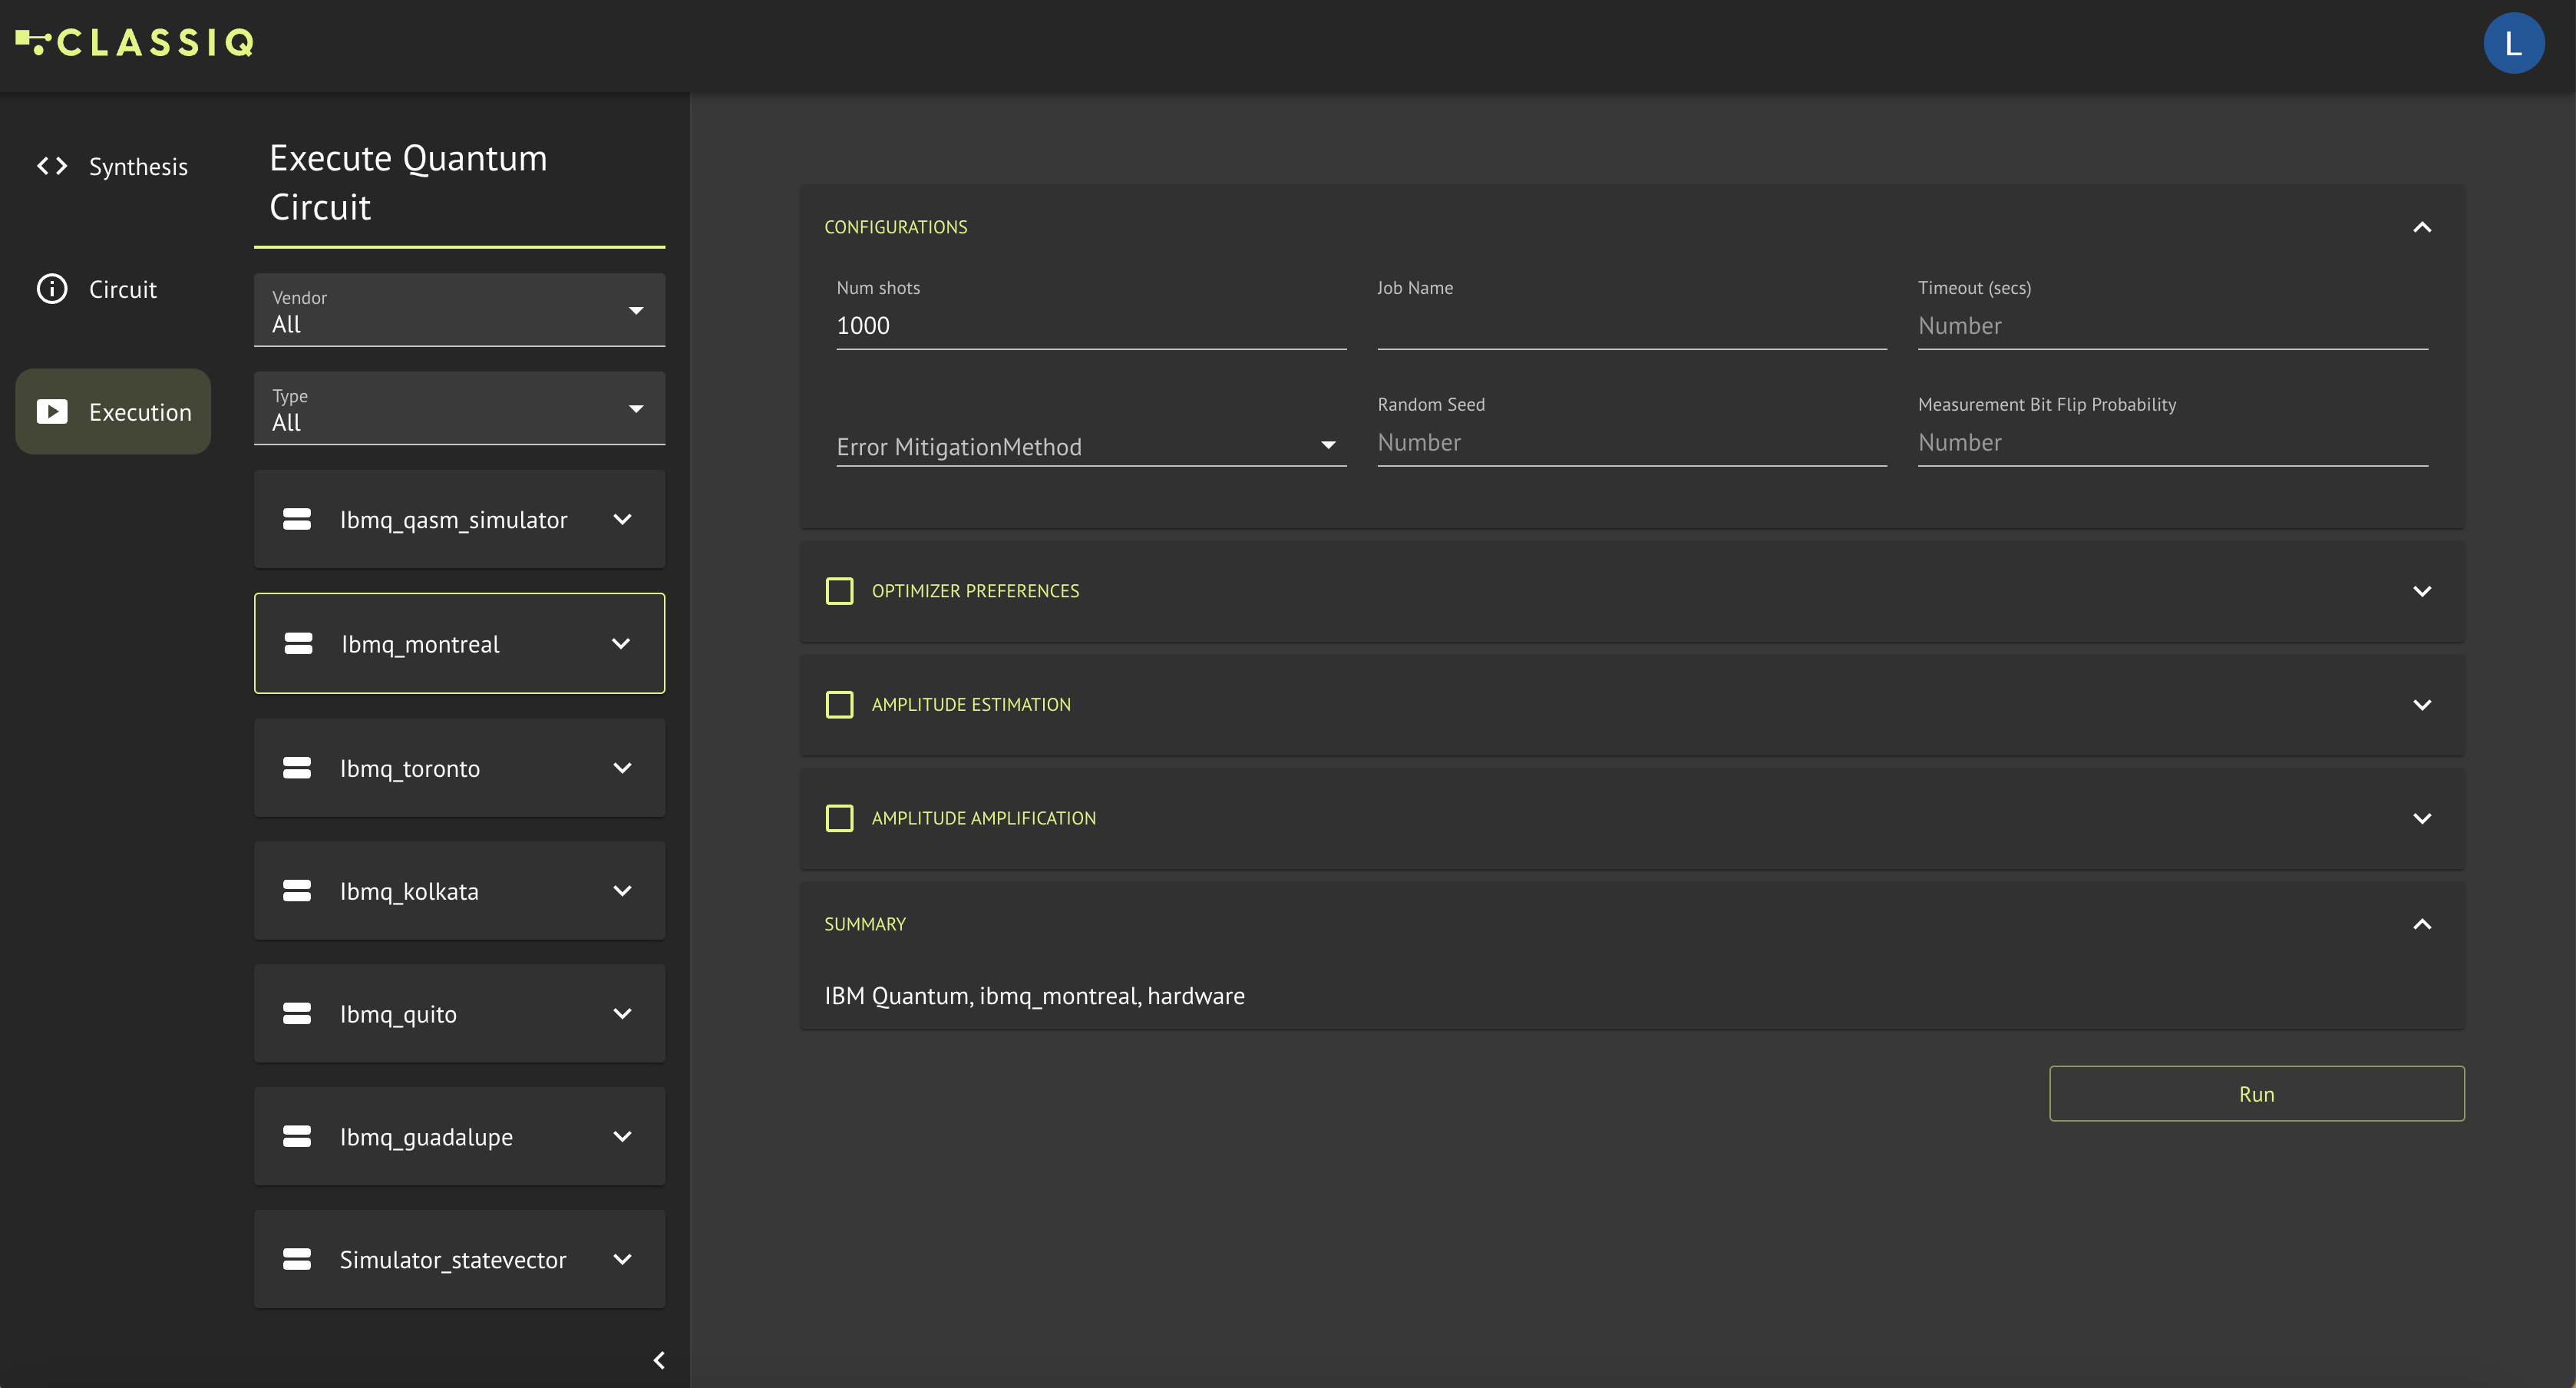 CLASSIQ
L
Synthesis
Circuit
Execution
Execute Quantum
Circuit
Vendor
All
Type
All
Ibmq_qasm_simulator
Ibmq_montreal
Ibmq_toronto
Ibmq_kolkata
Ibmq_quito
Ibmq_guadalupe
Simulator_statevector
CONFIGURATIONS
Num shots
1000
Job Name
Timeout (secs)
Number
Error MitigationMethod
Random Seed
Number
Measurement Bit Flip Probability
Number
OPTIMIZER PREFERENCES
AMPLITUDE ESTIMATION
AMPLITUDE AMPLIFICATION
SUMMARY
IBM Quantum, ibmq_montreal, hardware
Run